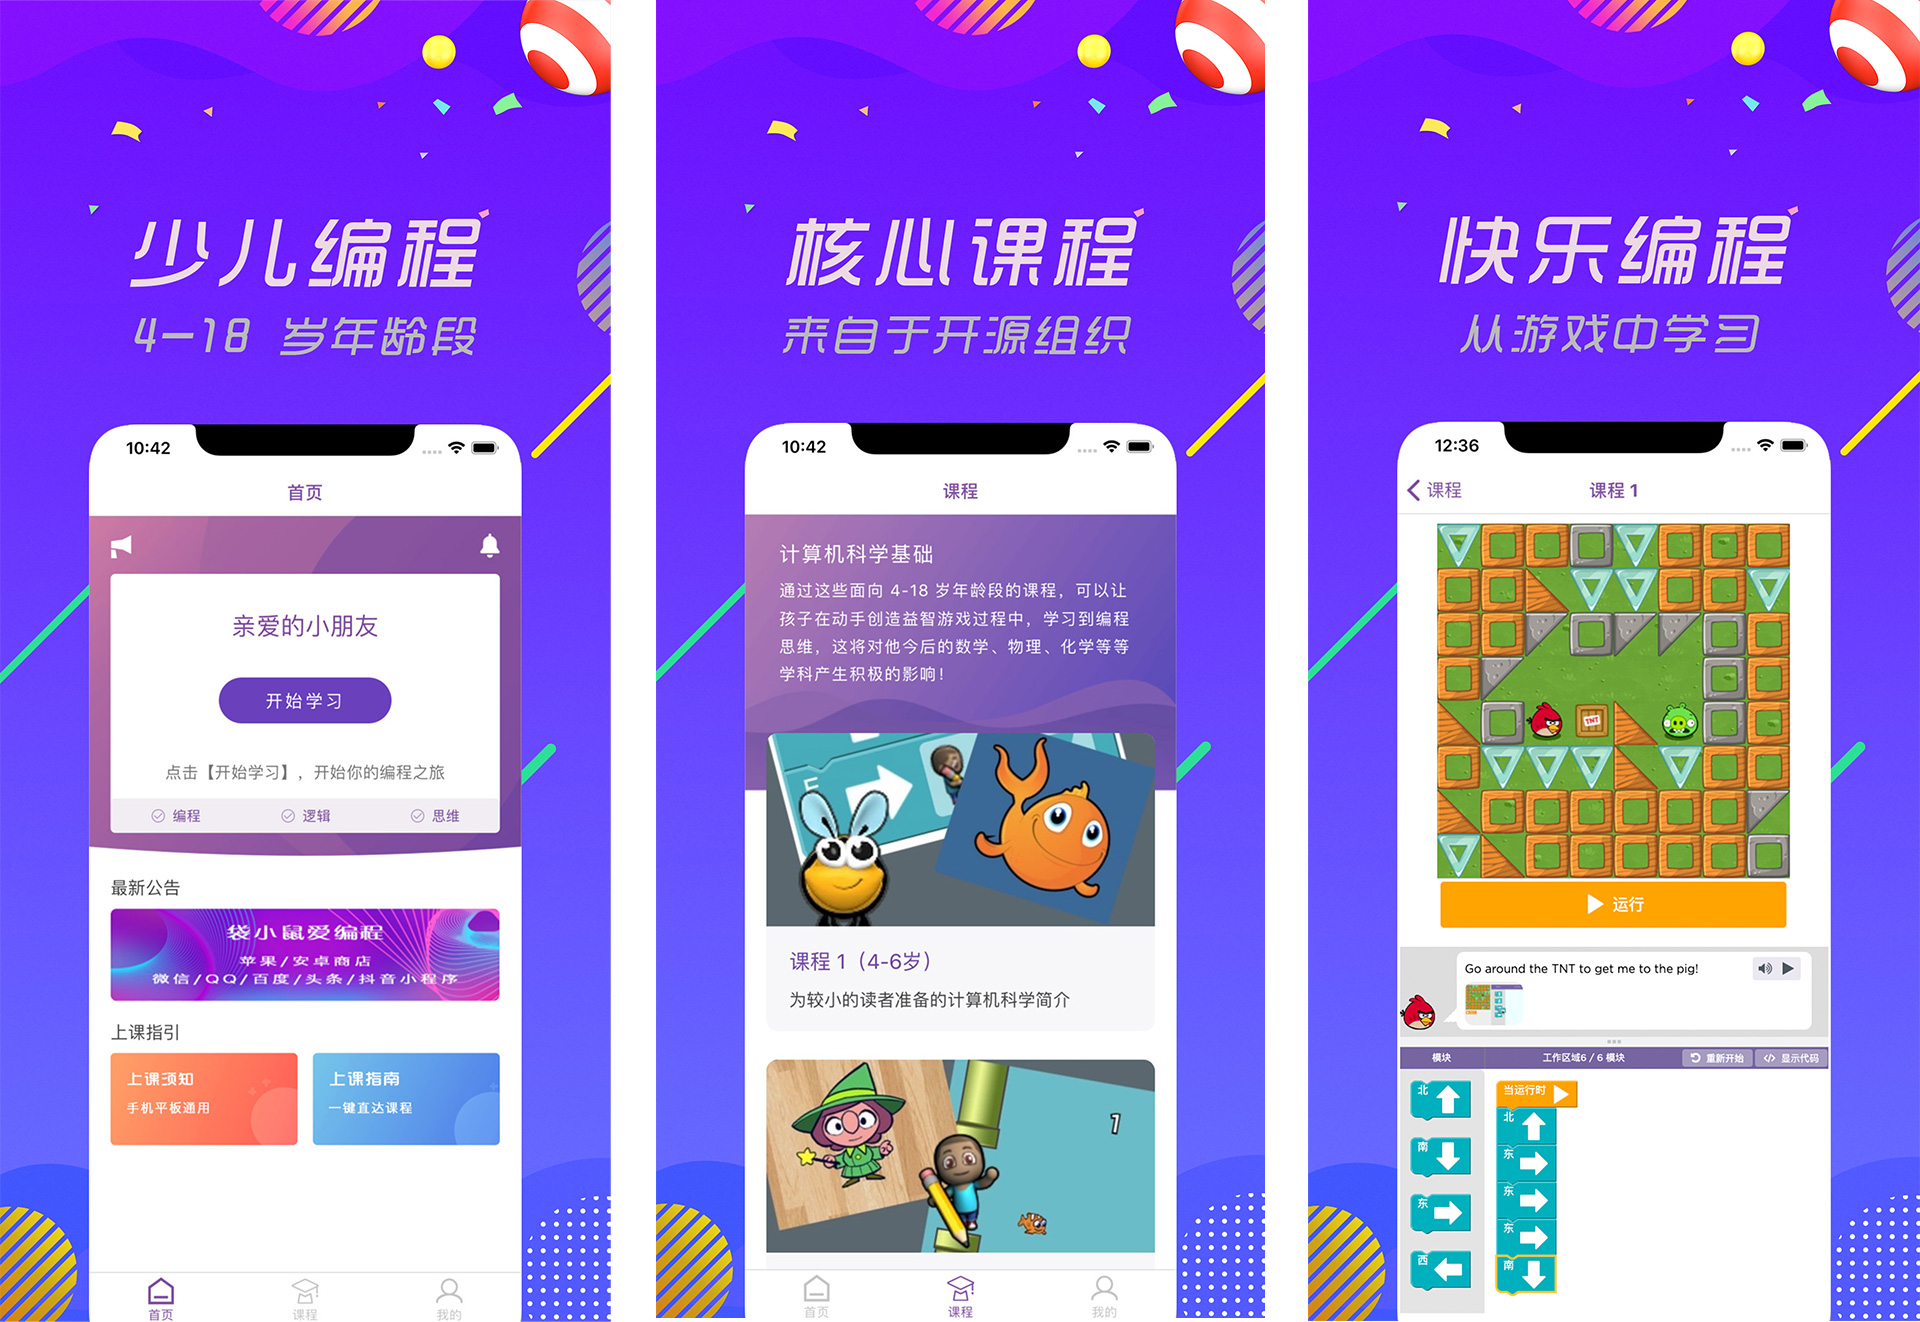 少儿编程
4-18 岁年龄段
10:42
首页
亲爱的小朋友
开始学习
点击【开始学习】，开始你的编程之旅
编程 逻辑 思维
最新公告
袋小鼠爱编程
苹果/安卓商店
微信/QQ/百度/头条/抖音小程序
上课指引
上课须知
手机平板通用
上课指南
一键直达课程
首页 课程 我的
核心课程
来自于开源组织
10:42
课程
计算机科学基础
通过这些面向 4-18 岁年龄段的课程，可以让
孩子在动手创造益智游戏过程中，学习到编程
思维，这将对他今后的数学、物理、化学等等
学科产生积极的影响！
E
课程 1（4-6岁）
为较小的读者准备的计算机科学简介
1
首页 课程 我的
快乐编程
从游戏中学习
12:36
课程 课程 1
TNT
运行
Go around the TNT to get me to the pig!
模块 工作区域6 / 6 模块 重新开始 显示代码
北
南
东
西
当运行时
北
东
东
东
南